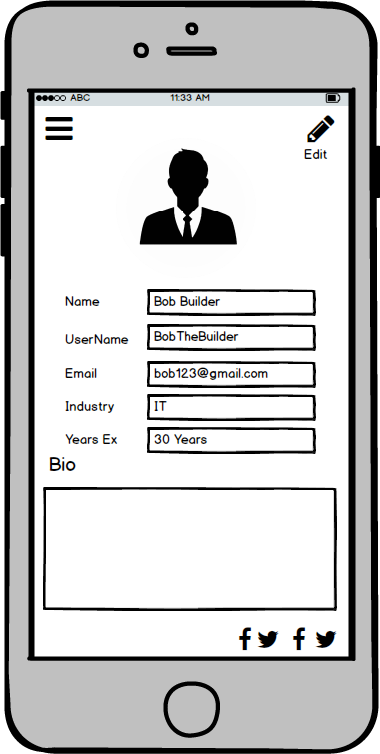 ABC 11:33 AM
Edit
Name Bob Builder
UserName BobTheBuilder
Email bob123@gmail.com
Industry IT
Years Ex 30 Years
Bio